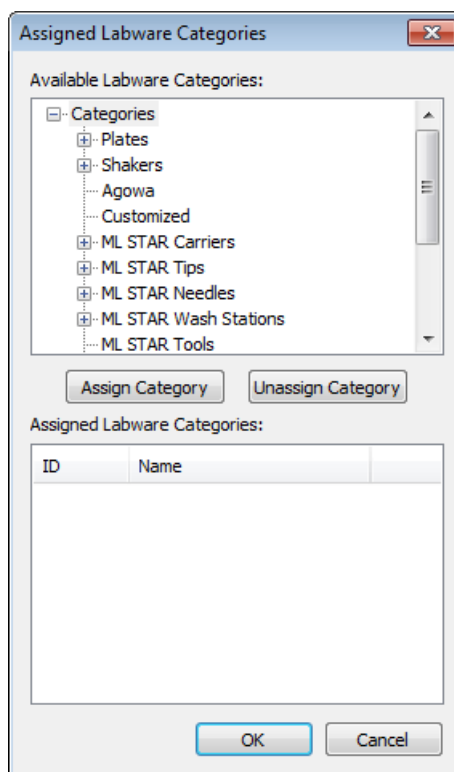 Assigned Labware Categories
Available Labware Categories:
Categories
Plates
Shakers
Agowa
Customized
ML STAR Carriers
ML STAR Tips
ML STAR Needles
ML STAR Wash Stations
ML STAR Tools
Assign Category Unassign Category
Assigned Labware Categories:
ID Name
OK Cancel